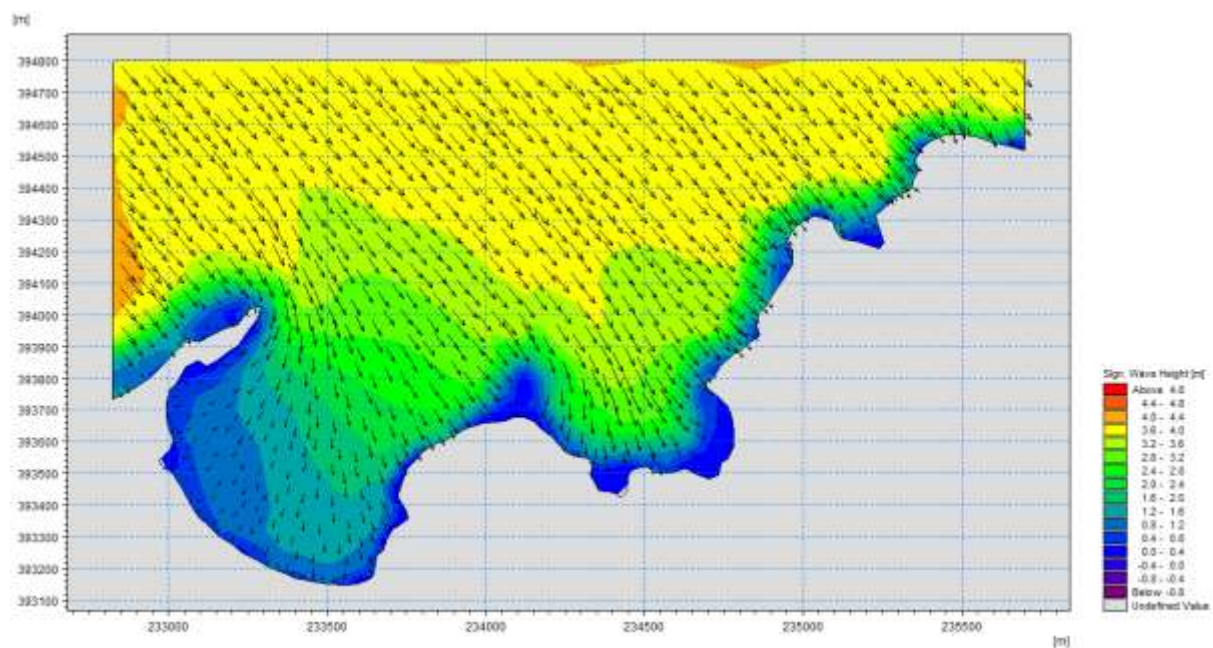 [m]
394800
394700
394600
394500
394400
394300
394200
394100
394000
393900
393800
393700
393600
393500
393400
393300
393200
393100
233000 233500 234000 234500 235000 235500
[m]
Sign. Wave Height [m]
Above 4.8
4.4 - 4.8
4.0 - 4.4
3.6 - 4.0
3.2 - 3.6
2.8 - 3.2
2.4 - 2.8
2.0 - 2.4
1.6 - 2.0
1.2 - 1.6
0.8 - 1.2
0.4 - 0.8
0.0 - 0.4
-0.4 - 0.0
-0.8 - -0.4
Below -0.8
Undefined Value